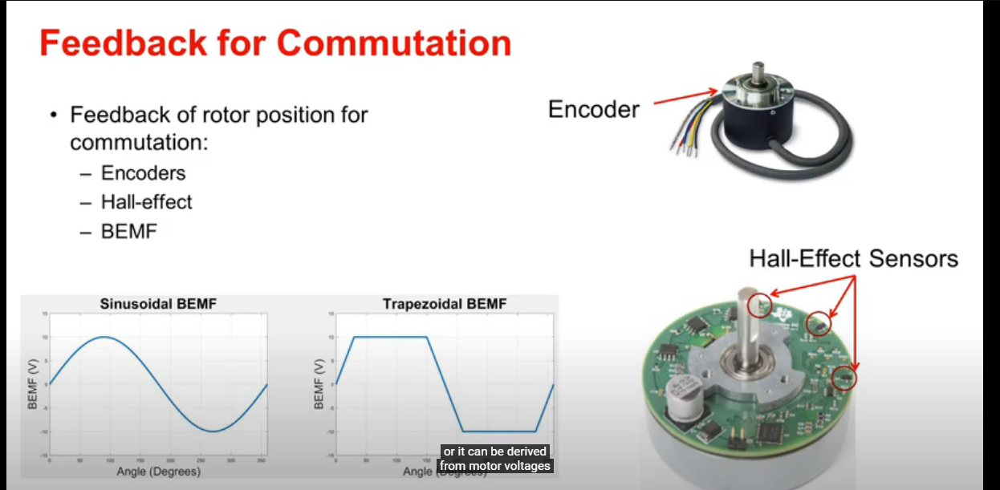 Feedback for Commutation
• Feedback of rotor position for
commutation:
– Encoders
– Hall-effect
– BEMF
Encoder
Hall-Effect Sensors
Sinusoidal BEMF
15
10
5
0
-5
-10
-15
0
50
100
150
200
250
300
350
BEMF (V)
Angle (Degrees)
Trapezoidal BEMF
15
10
5
0
-5
-10
-15
0
50
100
150
BEMF (V)
Angle (Degrees)
or it can be derived
from motor voltages